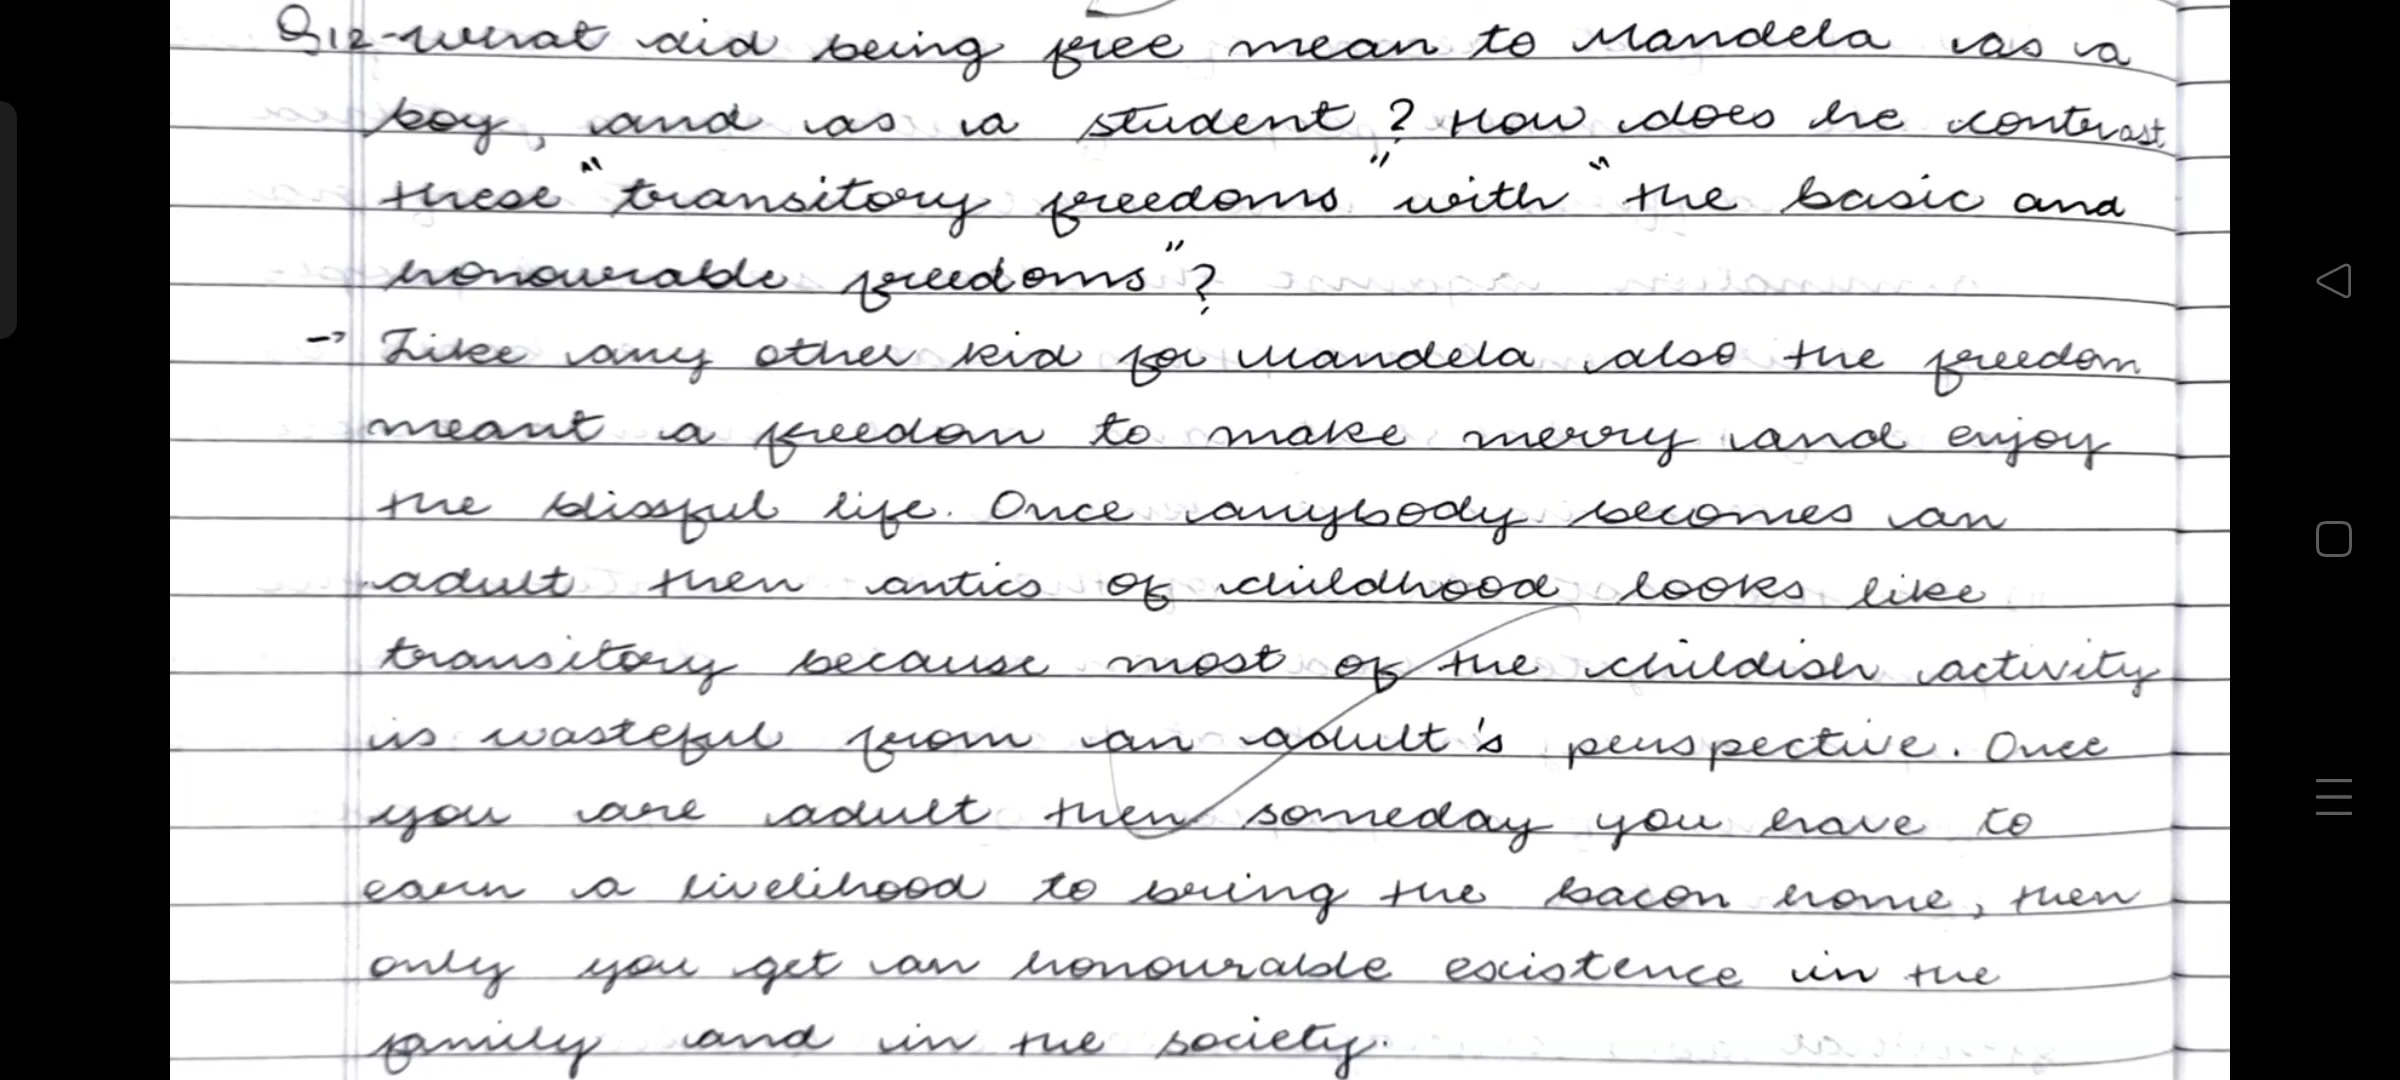 Q12-What did being free mean to Mandela as a
boy, and as a student? How does he contrast
these "transitory freedoms" with "the basic and
honourable freedoms"?
→ Like any other kid for Mandela also the freedom
meant a freedom to make merry and enjoy
the blissful life. Once anybody becomes an
adult then antics of childhood looks like
transitory because most of the childish activity
is wasteful from an adult's perspective. Once
you are adult then someday you have to
earn a livelihood to bring the bacon home, then
only you get an honourable existence in the
family and in the society.